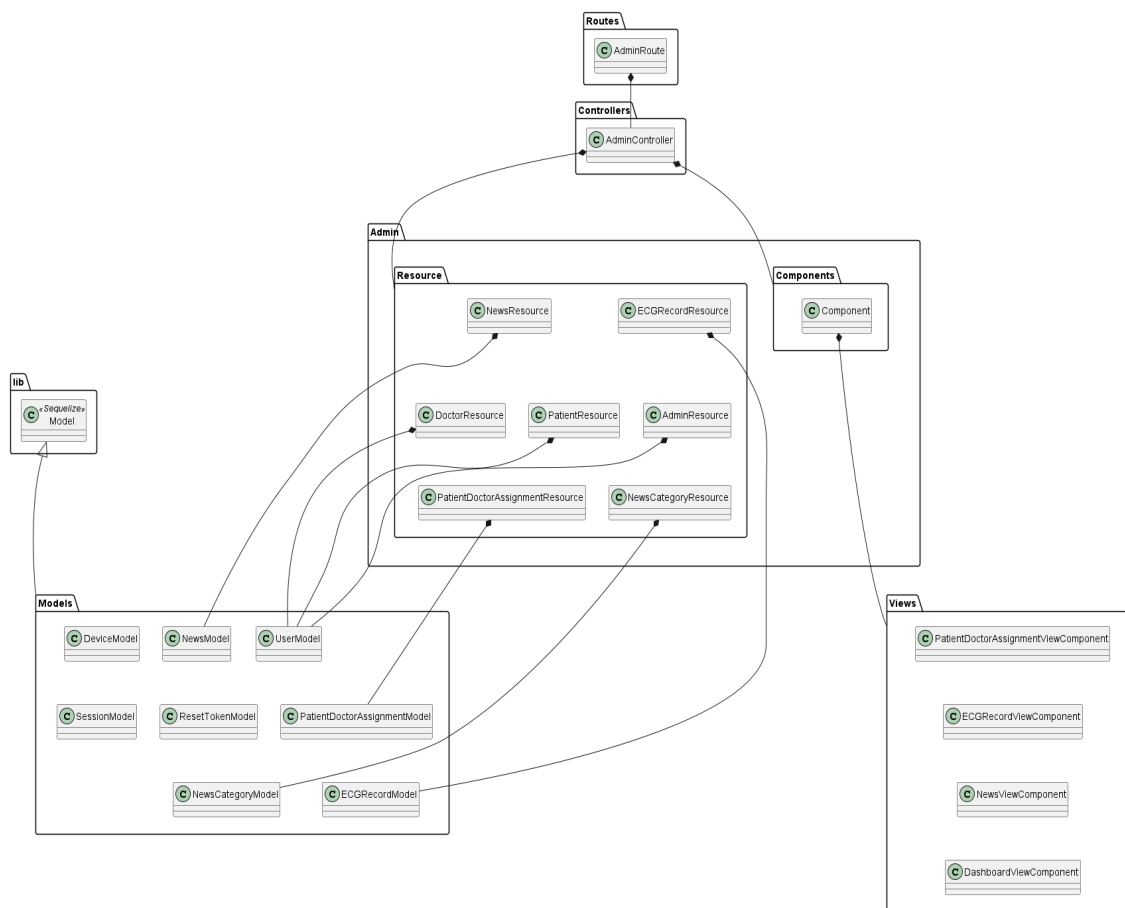 Routes
C AdminRoute
Controllers
C AdminController
Admin
Resource
Components
C NewsResource
C ECGRecordResource
C Component
lib
C «Sequelize»
Model
C DoctorResource
C PatientResource
C AdminResource
C PatientDoctorAssignmentResource
C NewsCategoryResource
Models
Views
C DeviceModel
C NewsModel
C UserModel
C PatientDoctorAssignmentViewComponent
C SessionModel
C ResetTokenModel
C PatientDoctorAssignmentModel
C ECGRecordViewComponent
C NewsCategoryModel
C ECGRecordModel
C NewsViewComponent
C DashboardViewComponent